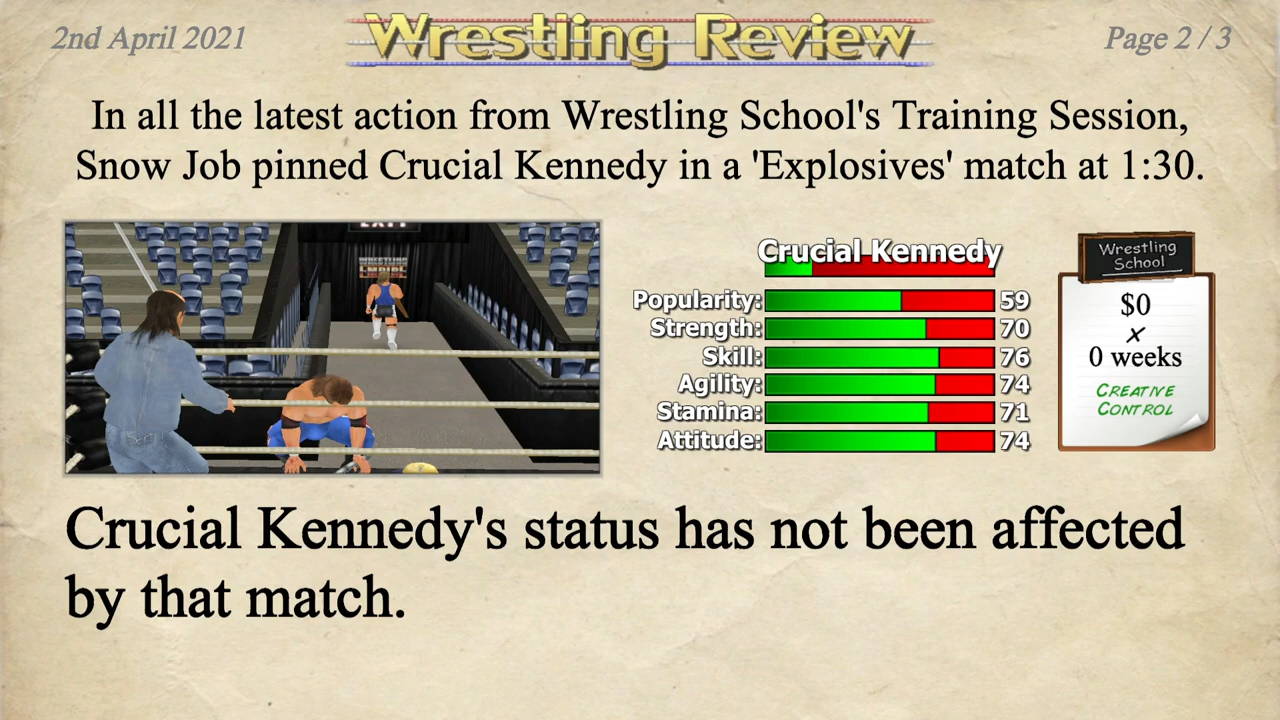 2nd April 2021
Wrestling Review
Page 2 / 3
In all the latest action from Wrestling School's Training Session,
Snow Job pinned Crucial Kennedy in a 'Explosives' match at 1:30.
EXIT
WRESTLING
EMPIRE
Crucial Kennedy
Popularity: 59
Strength: 70
Skill: 76
Agility: 74
Stamina: 71
Attitude: 74
Wrestling
School
$0
x
0 weeks
CREATIVE
CONTROL
Crucial Kennedy's status has not been affected
by that match.